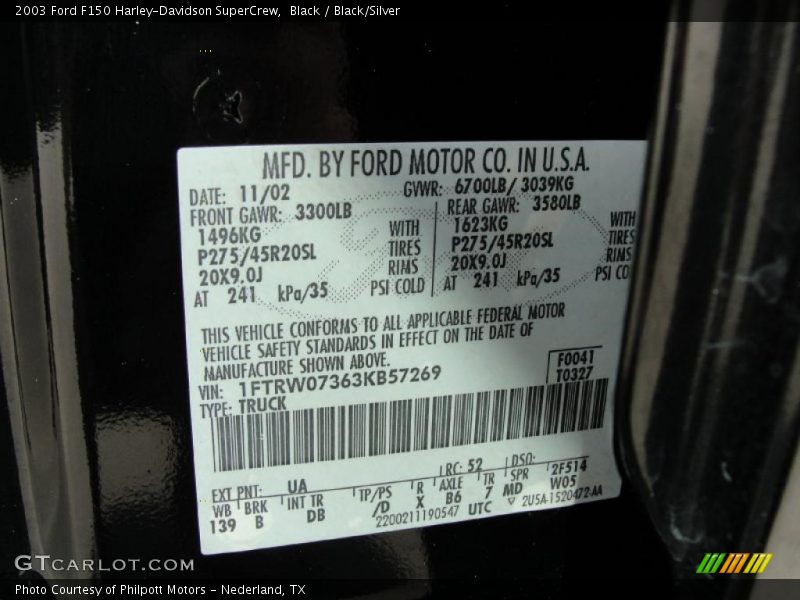 2003 Ford F150 Harley-Davidson SuperCrew, Black / Black/Silver
MFD. BY FORD MOTOR CO. IN U.S.A.
DATE: 11/02 GVWR: 6700LB/ 3039KG
FRONT GAWR: 3300LB REAR GAWR: 3580LB
1496KG WITH 1623KG WITH
P275/45R20SL TIRES P275/45R20SL TIRES
20X9.0J RIMS 20X9.0J RIMS
AT 241 kPa/35 PSI COLD AT 241 kPa/35 PSI CO
THIS VEHICLE CONFORMS TO ALL APPLICABLE FEDERAL MOTOR
VEHICLE SAFETY STANDARDS IN EFFECT ON THE DATE OF
MANUFACTURE SHOWN ABOVE.
F0041
VIN: 1FTRW07363KB57269 T0327
TYPE: TRUCK
EXT PNT: UA RC: 52 DSO:
WB BRK INT TR TP/PS R AXLE TR SPR 2F514
139 B DB /D X B6 7 MD W05
2200211190547 UTC ▽ 2U5A-1520472-AA
GTCARLOT.COM
Photo Courtesy of Philpott Motors - Nederland, TX